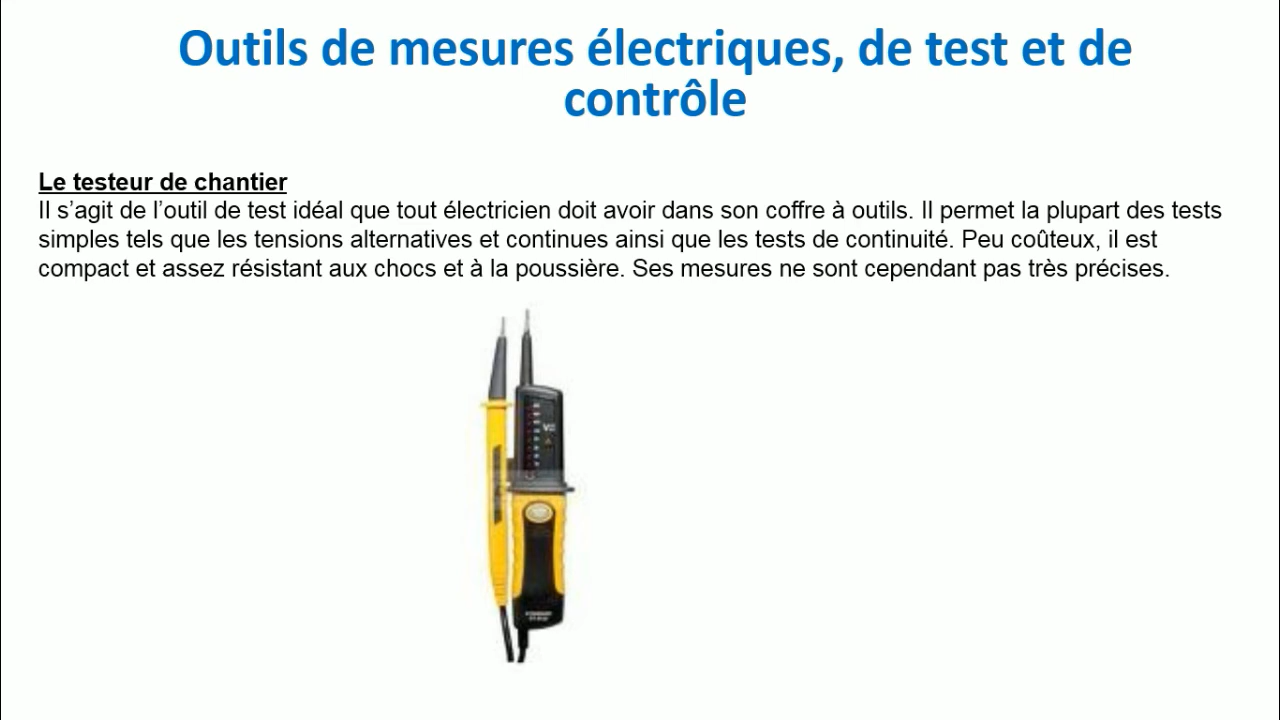 Outils de mesures électriques, de test et de
contrôle
Le testeur de chantier
Il s’agit de l’outil de test idéal que tout électricien doit avoir dans son coffre à outils. Il permet la plupart des tests
simples tels que les tensions alternatives et continues ainsi que les tests de continuité. Peu coûteux, il est
compact et assez résistant aux chocs et à la poussière. Ses mesures ne sont cependant pas très précises.